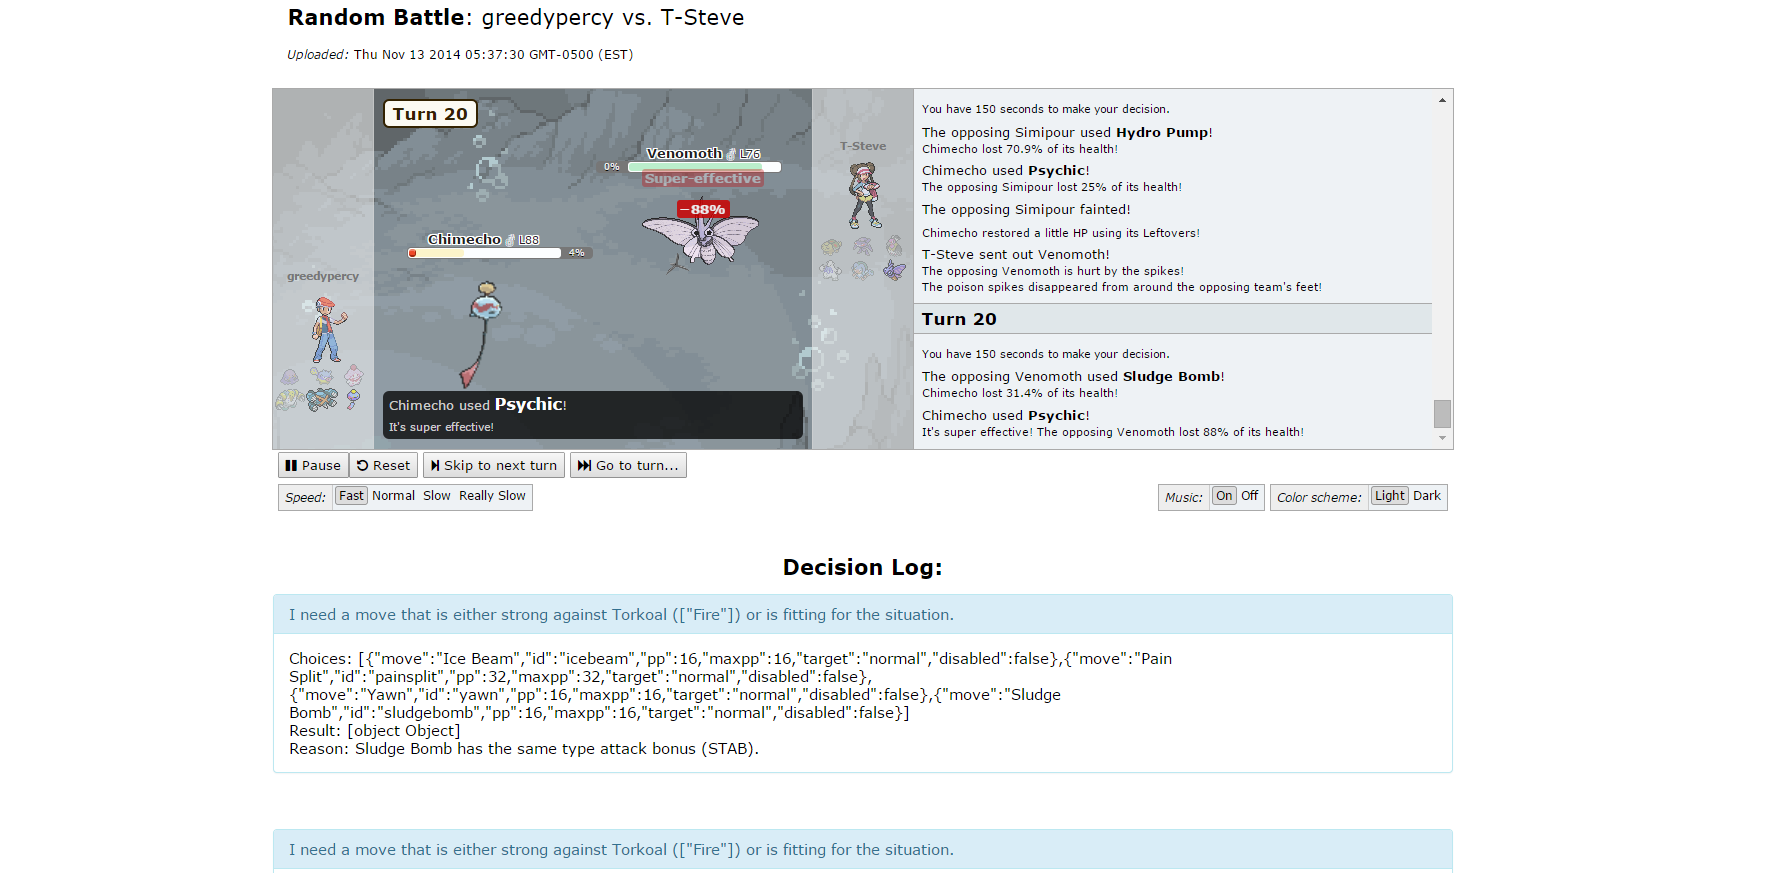 Random Battle: greedypercy vs. T-Steve
Uploaded: Thu Nov 13 2014 05:37:30 GMT-0500 (EST)
greedypercy
Turn 20
Venomoth L76
0%
Super-effective
−88%
Chimecho L88
4%
Chimecho used Psychic!
It's super effective!
T-Steve
You have 150 seconds to make your decision.
The opposing Simipour used Hydro Pump!
Chimecho lost 70.9% of its health!
Chimecho used Psychic!
The opposing Simipour lost 25% of its health!
The opposing Simipour fainted!
Chimecho restored a little HP using its Leftovers!
T-Steve sent out Venomoth!
The opposing Venomoth is hurt by the spikes!
The poison spikes disappeared from around the opposing team's feet!
Turn 20
You have 150 seconds to make your decision.
The opposing Venomoth used Sludge Bomb!
Chimecho lost 31.4% of its health!
Chimecho used Psychic!
It's super effective! The opposing Venomoth lost 88% of its health!
Pause Reset Skip to next turn Go to turn...
Speed: Fast Normal Slow Really Slow
Music: On Off
Color scheme: Light Dark
Decision Log:
I need a move that is either strong against Torkoal (["Fire"]) or is fitting for the situation.
Choices: [{"move":"Ice Beam","id":"icebeam","pp":16,"maxpp":16,"target":"normal","disabled":false},{"move":"Pain
Split","id":"painsplit","pp":32,"maxpp":32,"target":"normal","disabled":false},
{"move":"Yawn","id":"yawn","pp":16,"maxpp":16,"target":"normal","disabled":false},{"move":"Sludge
Bomb","id":"sludgebomb","pp":16,"maxpp":16,"target":"normal","disabled":false}]
Result: [object Object]
Reason: Sludge Bomb has the same type attack bonus (STAB).
I need a move that is either strong against Torkoal (["Fire"]) or is fitting for the situation.